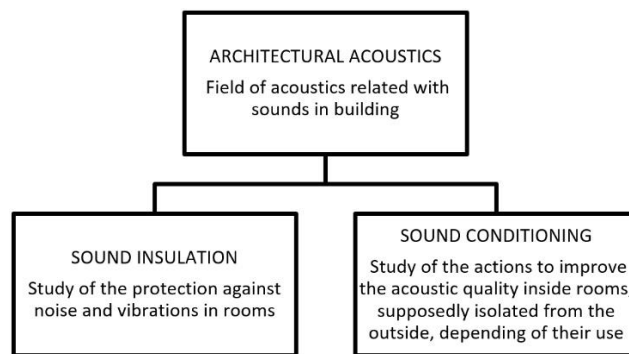 ARCHITECTURAL ACOUSTICS
Field of acoustics related with
sounds in building
SOUND INSULATION
Study of the protection against
noise and vibrations in rooms
SOUND CONDITIONING
Study of the actions to improve
the acoustic quality inside rooms,
supposedly isolated from the
outside, depending of their use